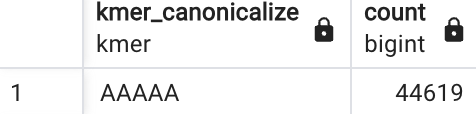 kmer_canonicalize count
kmer bigint
1 AAAAA 44619